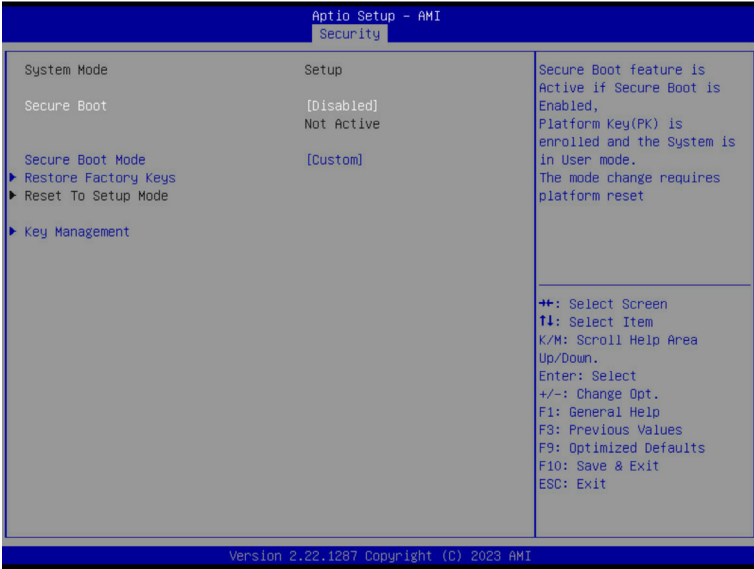 Aptio Setup – AMI
Security
System Mode Setup
Secure Boot [Disabled]
Not Active
Secure Boot Mode [Custom]
Restore Factory Keys
Reset To Setup Mode
Key Management
Secure Boot feature is
Active if Secure Boot is
Enabled,
Platform Key(PK) is
enrolled and the System is
in User mode.
The mode change requires
platform reset
→←: Select Screen
↑↓: Select Item
K/M: Scroll Help Area
Up/Down.
Enter: Select
+/-: Change Opt.
F1: General Help
F3: Previous Values
F9: Optimized Defaults
F10: Save & Exit
ESC: Exit
Version 2.22.1287 Copyright (C) 2023 AMI